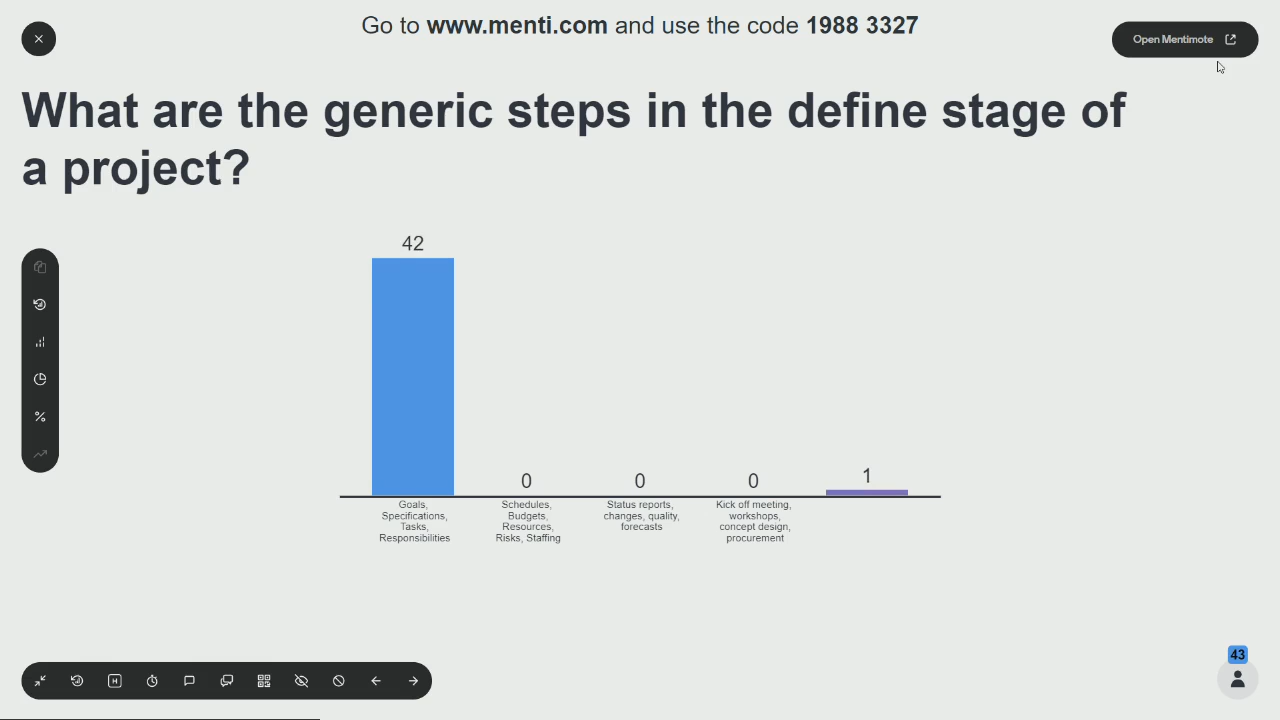 Go to www.menti.com and use the code 1988 3327
Open Mentimote
What are the generic steps in the define stage of
a project?
42
0
0
0
1
Goals,
Specifications,
Tasks,
Responsibilities
Schedules,
Budgets,
Resources,
Risks, Staffing
Status reports,
changes, quality,
forecasts
Kick off meeting,
workshops,
concept design,
procurement
H
43